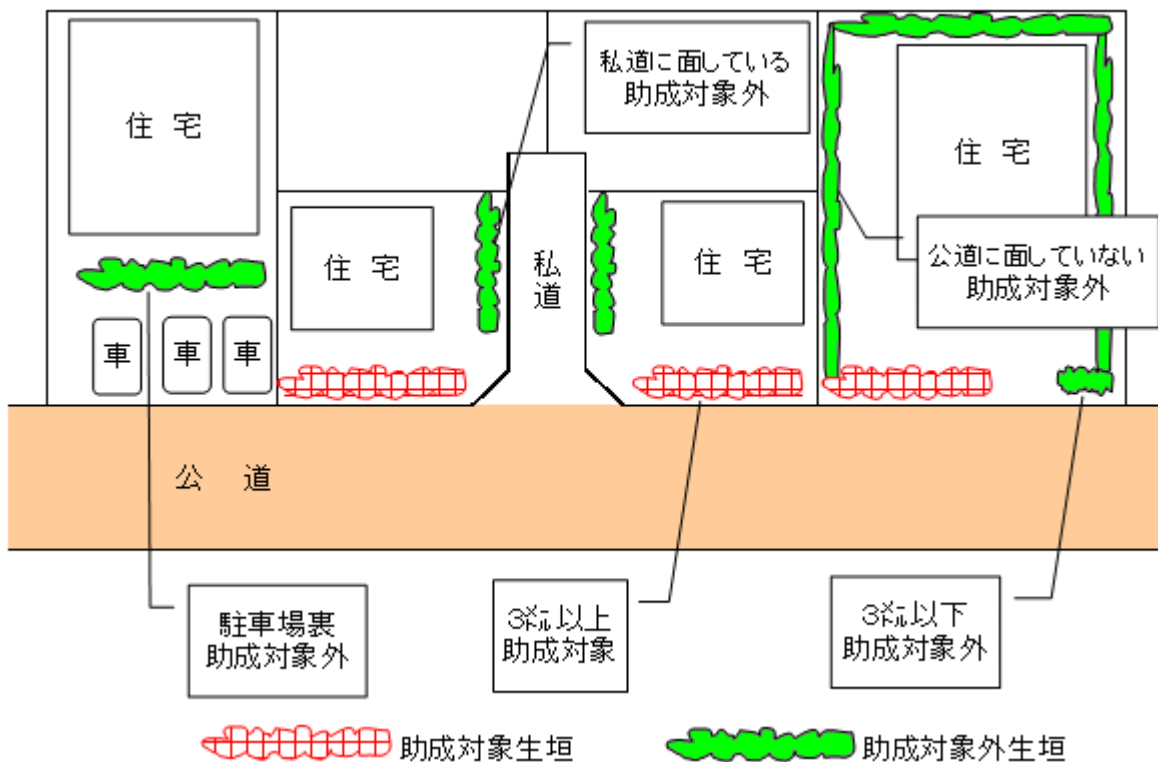 私道に面している
助成対象外
住 宅
住 宅
住 宅
住 宅
私
道
公道に面していない
助成対象外
車
車
車
公 道
駐車場裏
助成対象外
3㍍以上
助成対象
3㍍以下
助成対象外
助成対象生垣
助成対象外生垣